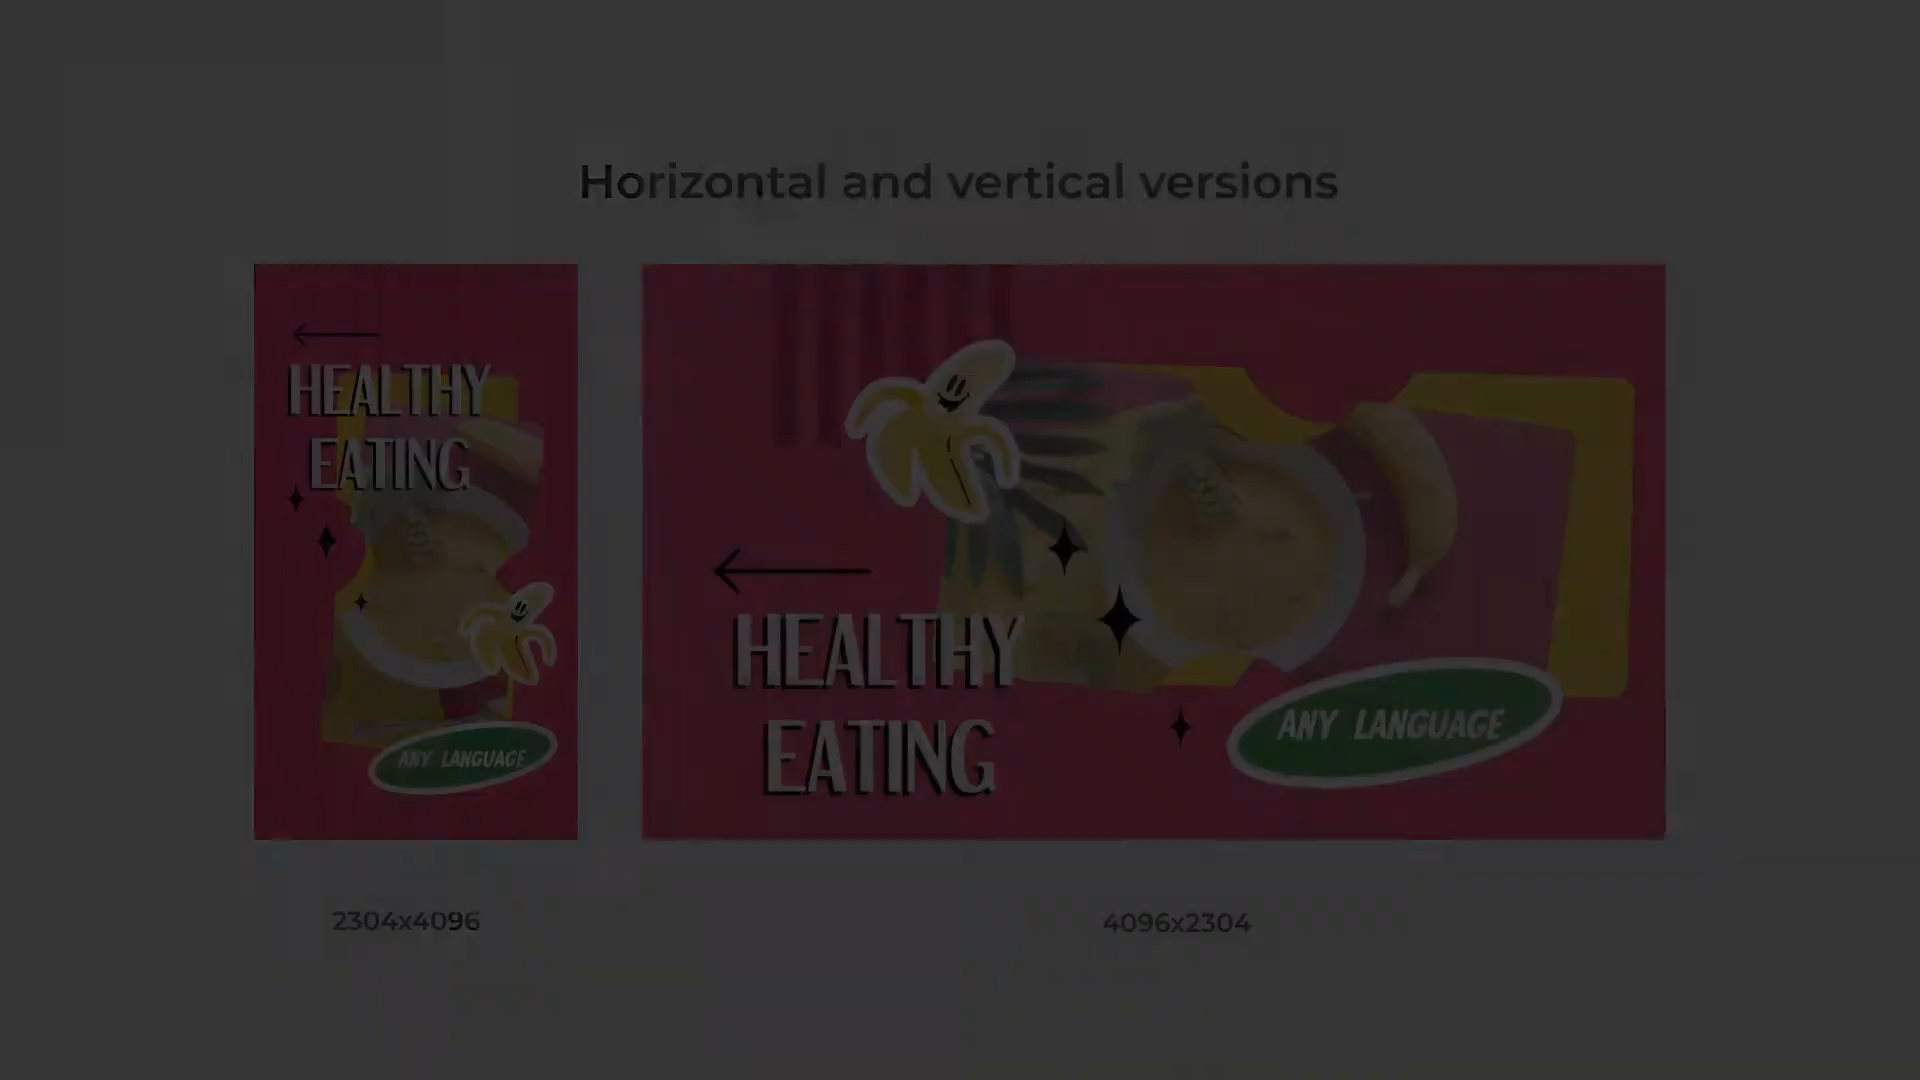 Horizontal and vertical versions
HEALTHY
EATING
ANY LANGUAGE
2304x4096
HEALTHY
EATING
ANY LANGUAGE
4096x2304